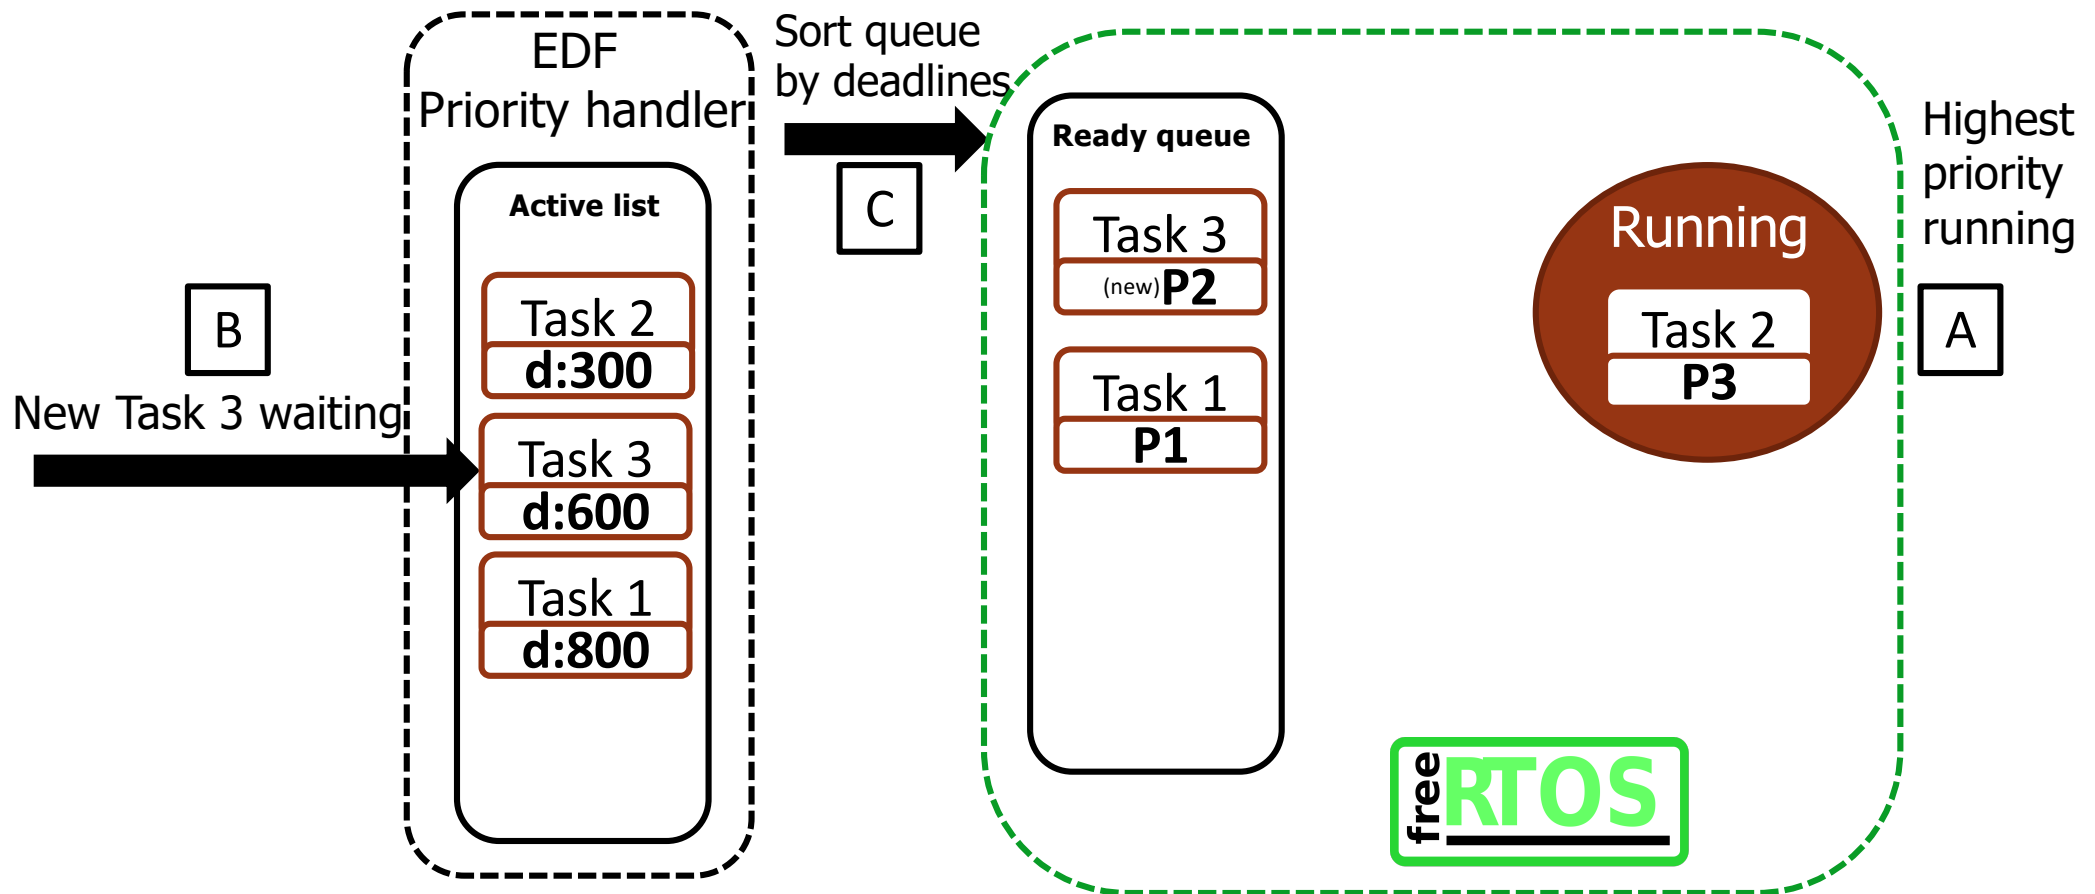 EDF
Priority handler
Active list
Task 2
d:300
Task 3
d:600
Task 1
d:800
B
New Task 3 waiting
Sort queue
by deadlines
C
Ready queue
Task 3
(new) P2
Task 1
P1
Running
Task 2
P3
Highest
priority
running
A
free RTOS